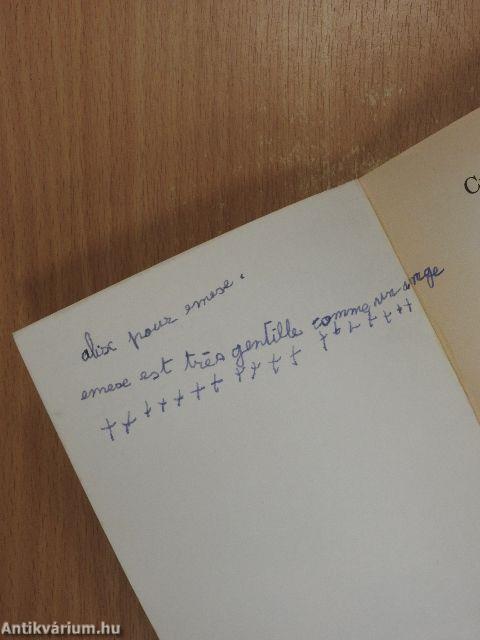 alix pour emese.
emese est très gentille comme un ange
+++++++++++++++++++
C
Antikvárium.hu